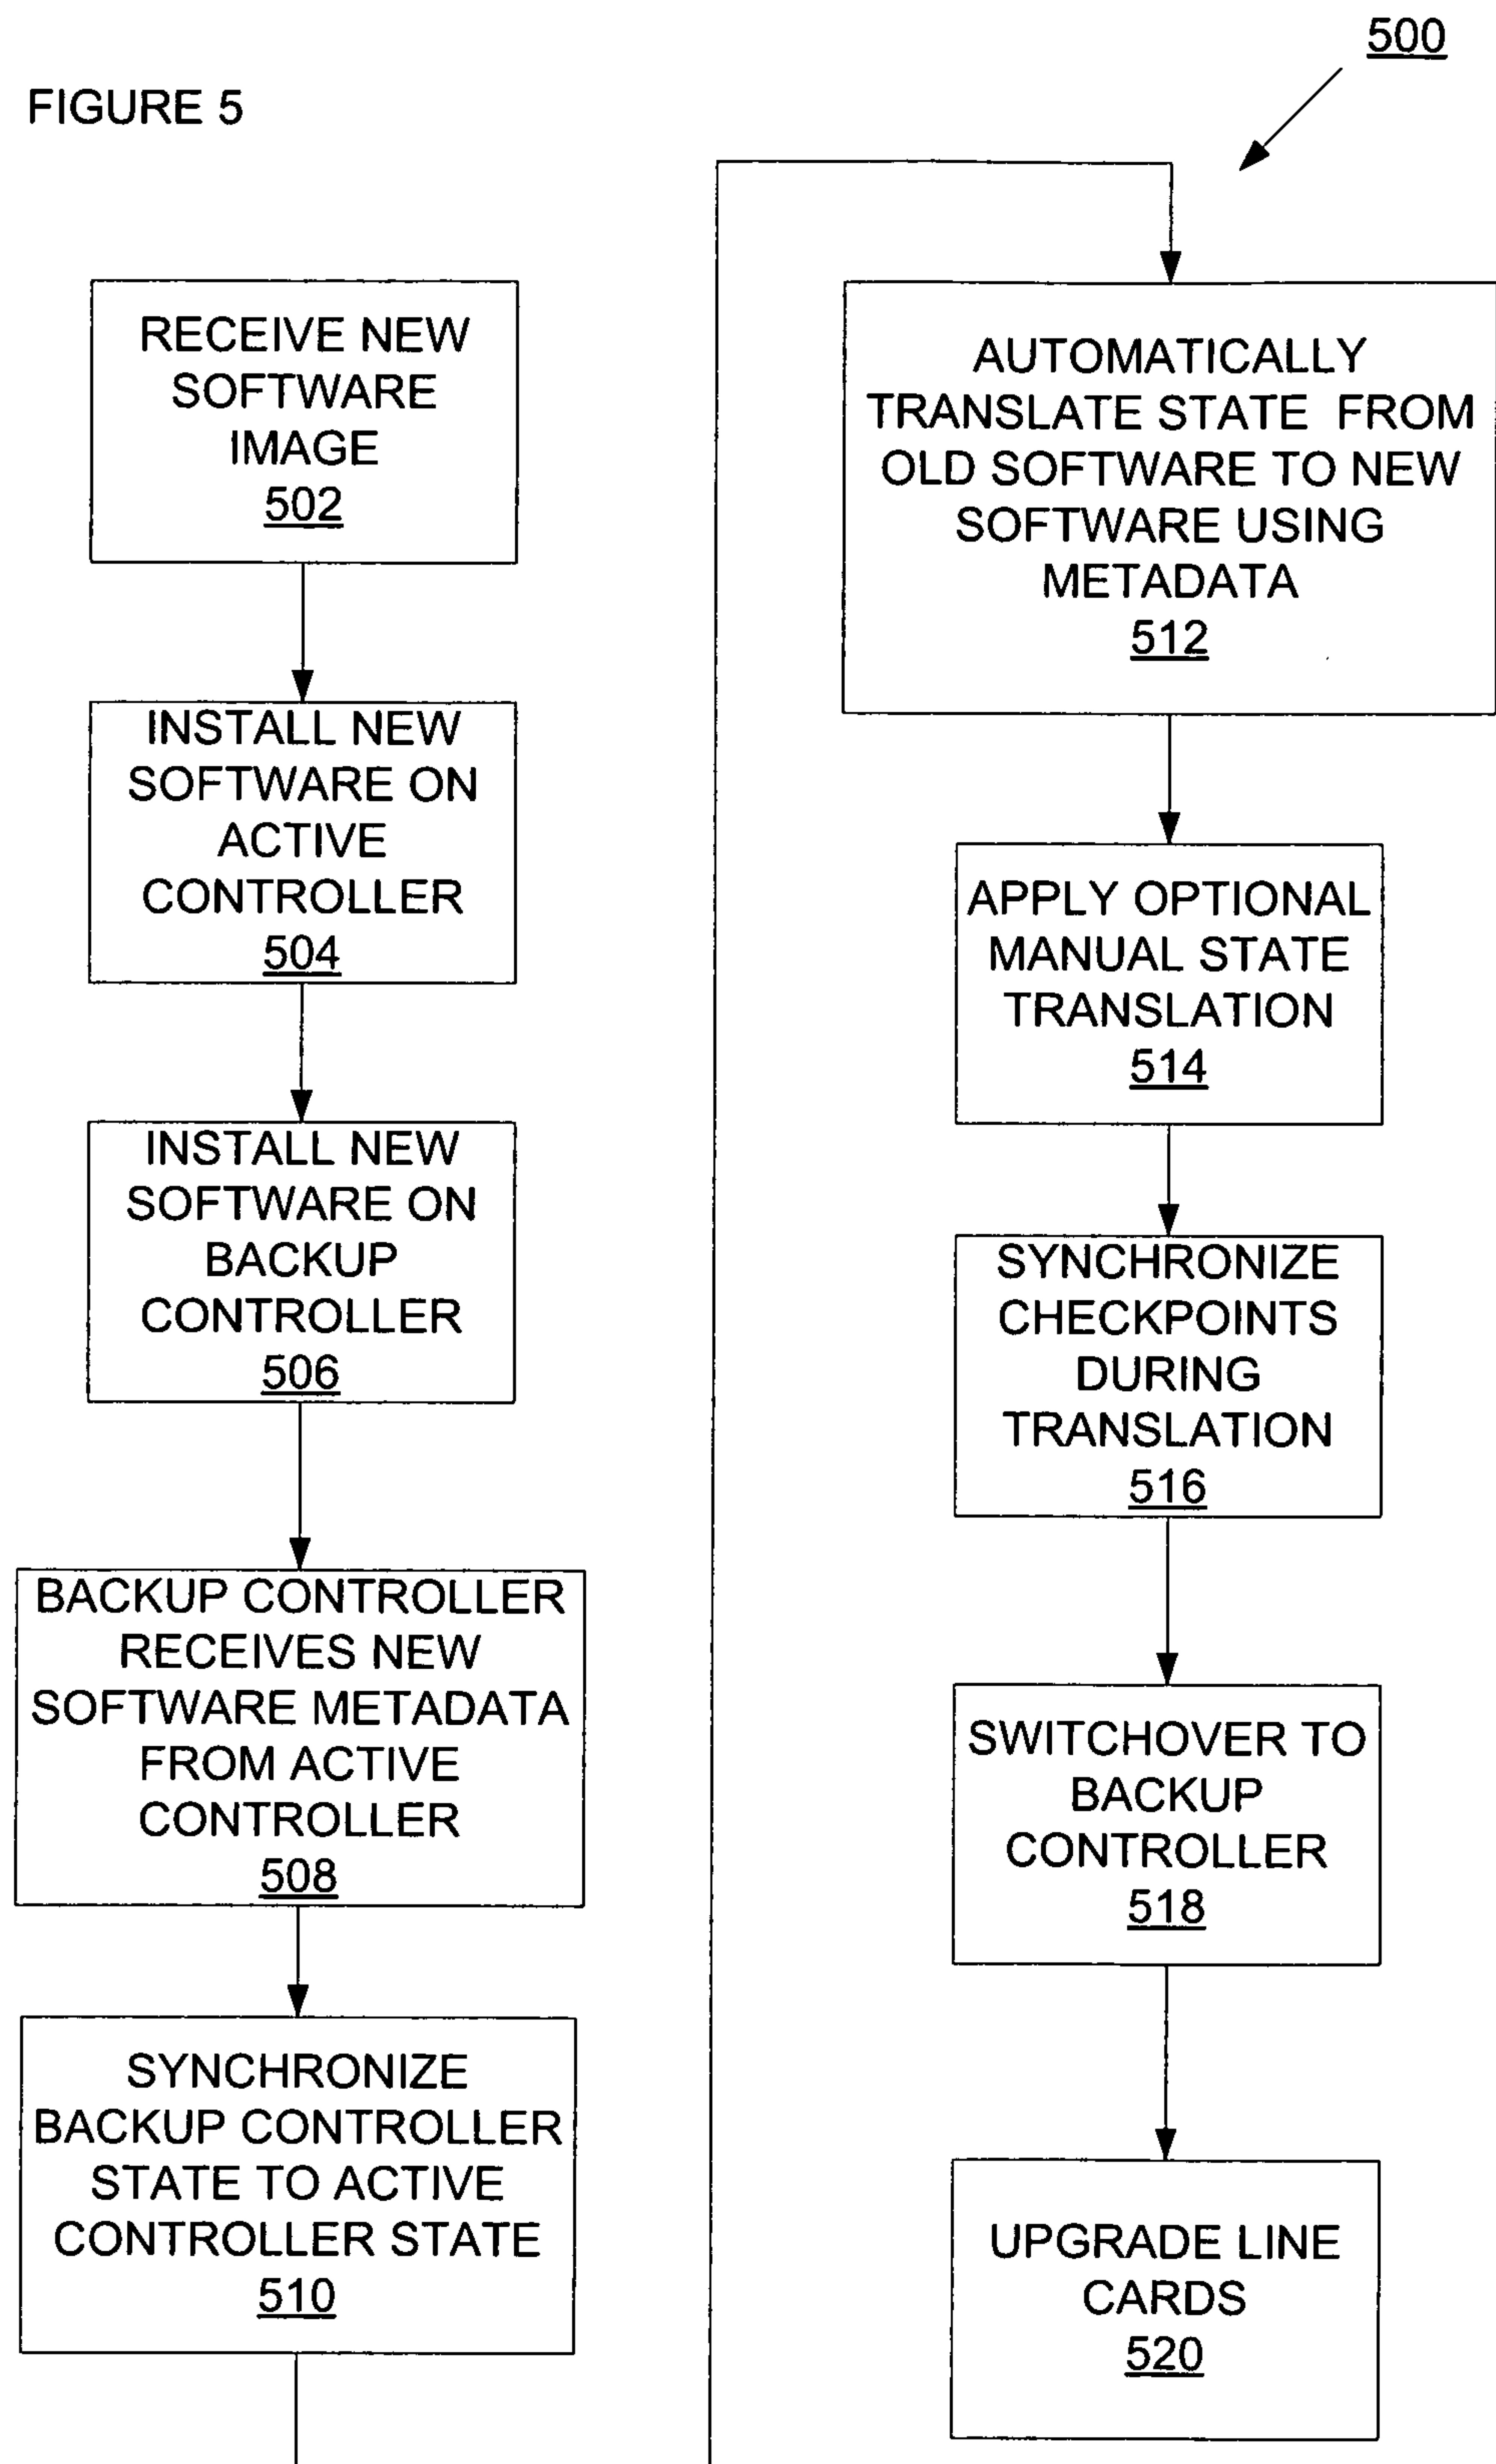 500
FIGURE 5
RECEIVE NEW
SOFTWARE
IMAGE
502
INSTALL NEW
SOFTWARE ON
ACTIVE
CONTROLLER
504
INSTALL NEW
SOFTWARE ON
BACKUP
CONTROLLER
506
BACKUP CONTROLLER
RECEIVES NEW
SOFTWARE METADATA
FROM ACTIVE
CONTROLLER
508
SYNCHRONIZE
BACKUP CONTROLLER
STATE TO ACTIVE
CONTROLLER STATE
510
AUTOMATICALLY
TRANSLATE STATE FROM
OLD SOFTWARE TO NEW
SOFTWARE USING
METADATA
512
APPLY OPTIONAL
MANUAL STATE
TRANSLATION
514
SYNCHRONIZE
CHECKPOINTS
DURING
TRANSLATION
516
SWITCHOVER TO
BACKUP
CONTROLLER
518
UPGRADE LINE
CARDS
520